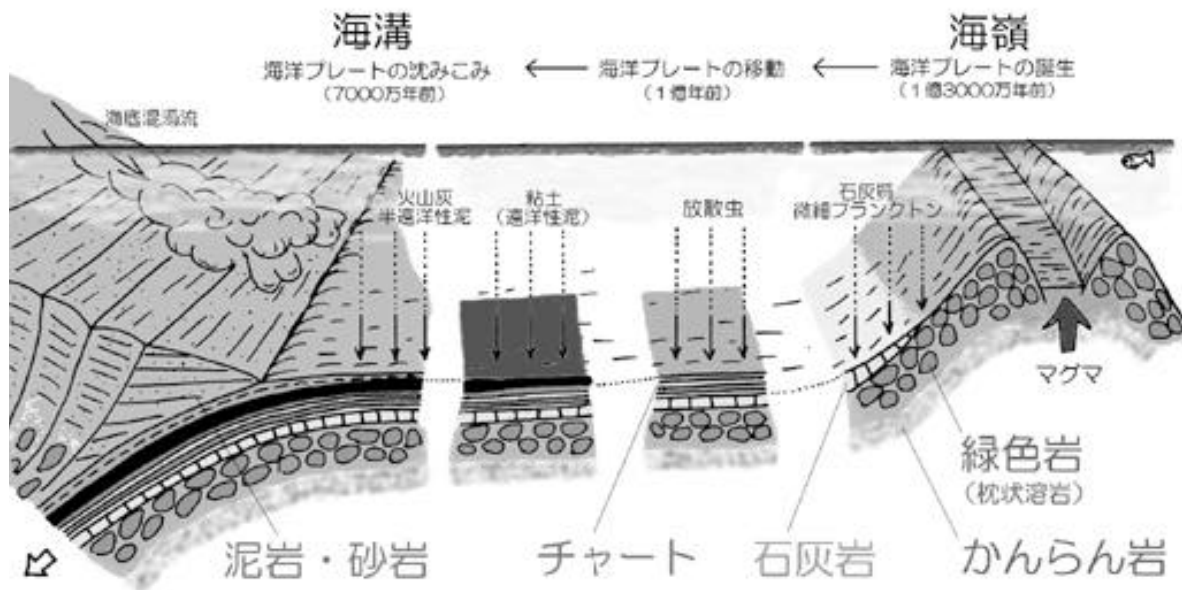 海溝
海嶺
海洋プレートの沈みこみ
(7000万年前)
←
海洋プレートの移動
(1億年前)
←
海洋プレートの誕生
(1億3000万年前)
海底混濁流
火山灰
半遠洋性泥
粘土
(遠洋性泥)
放散虫
石灰質
微細プランクトン
マグマ
緑色岩
(枕状溶岩)
泥岩・砂岩
チャート
石灰岩
かんらん岩